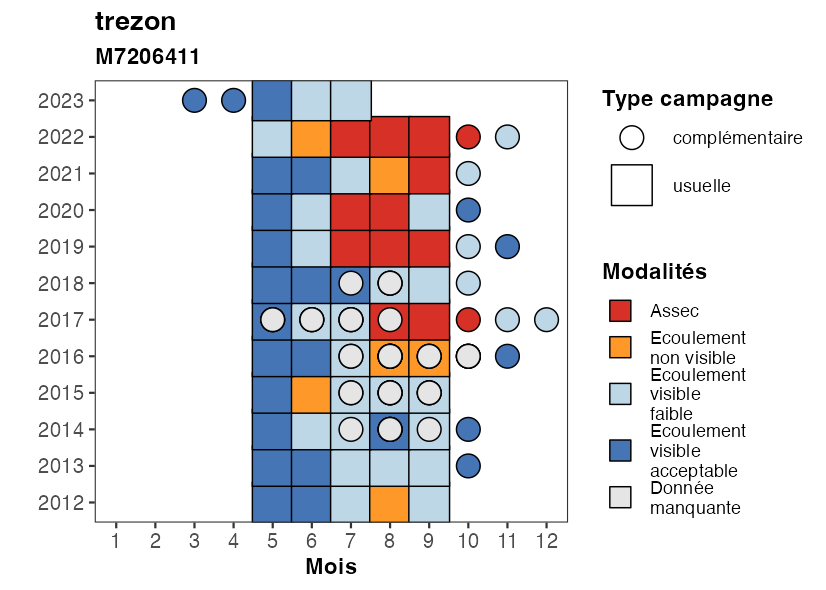 trezon
M7206411
2023
2022
2021
2020
2019
2018
2017
2016
2015
2014
2013
2012
1 2 3 4 5 6 7 8 9 10 11 12
Mois
Type campagne
complémentaire
usuelle
Modalités
Assec
Ecoulement
non visible
Ecoulement
visible
faible
Ecoulement
visible
acceptable
Donnée
manquante